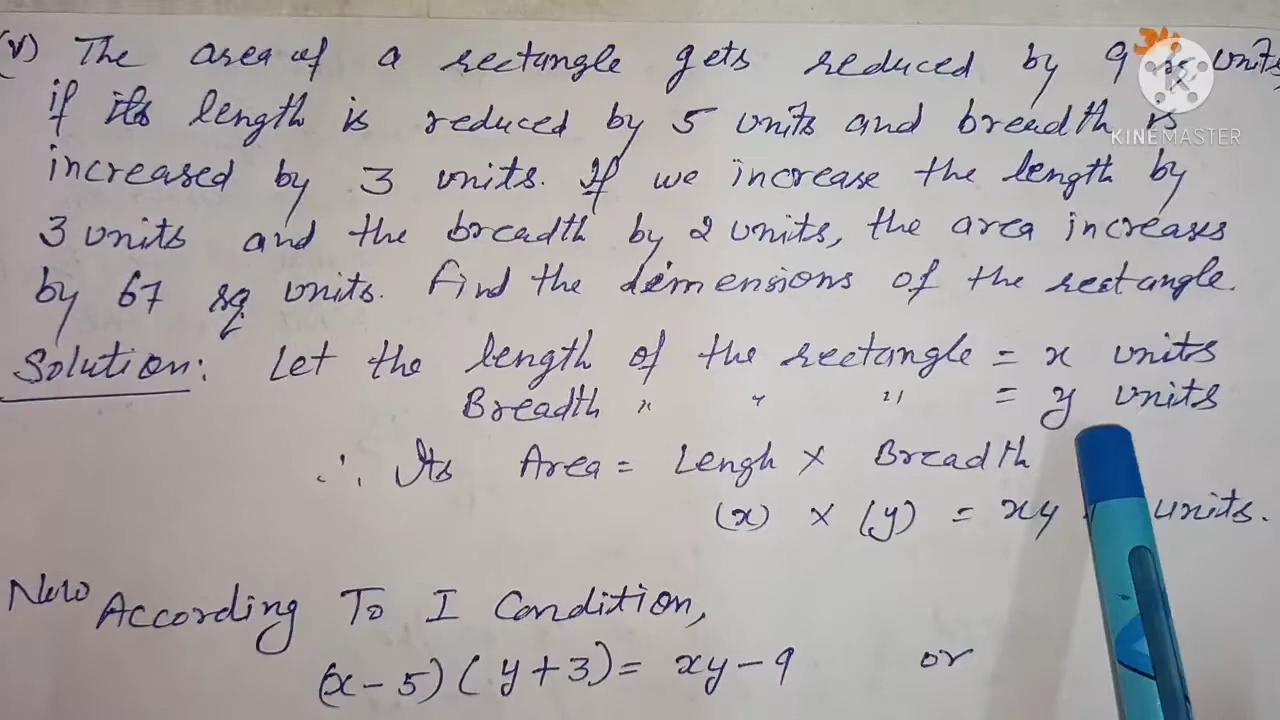 (V) The area of a rectangle gets reduced by 9 sq units,
if its length is reduced by 5 units and breadth is
increased by 3 units. If we increase the length by
3 units and the breadth by 2 units, the area increases
by 67 sq units. Find the dimensions of the rectangle.
Solution: Let the length of the rectangle = x units
Breadth " " " = y units
∴ Its Area = Lengh × Breadth
(x) × (y) = xy units.
Now According To I Condition,
(x-5)(y+3) = xy-9 or
KINEMASTER